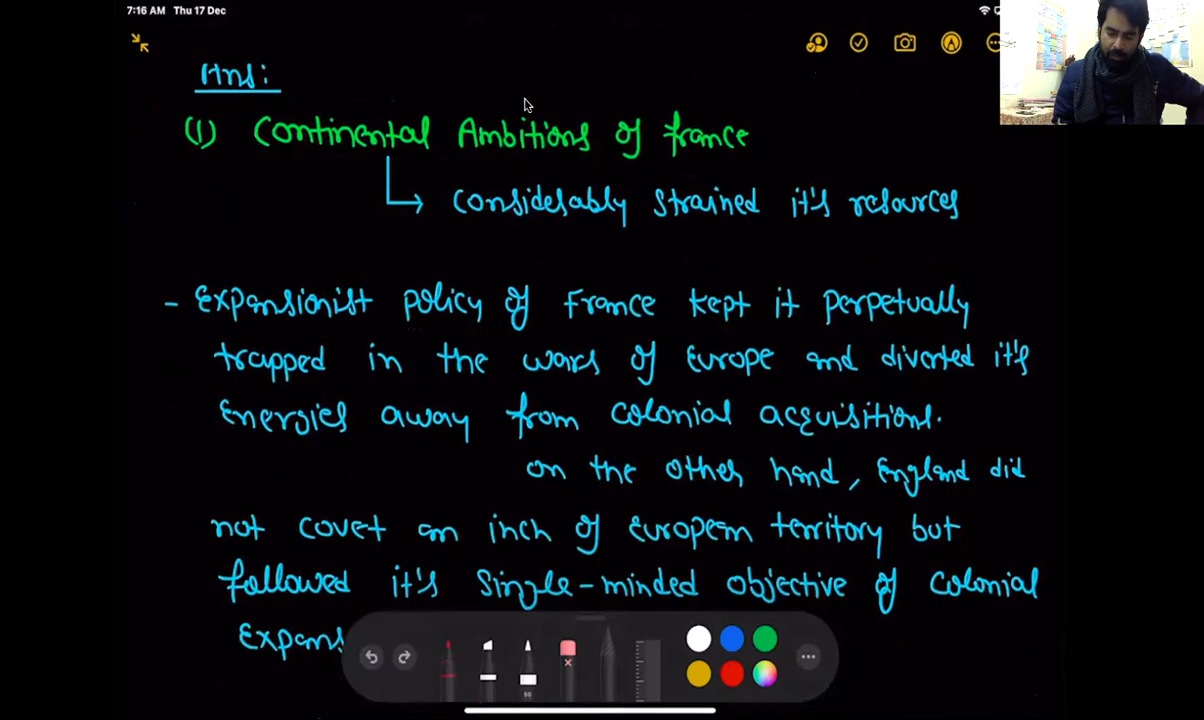 7:16 AM Thu 17 Dec
Ans:
(1) Continental Ambitions of france
considerably strained it's resources
- Expansionist policy of France kept it perpetually
trapped in the wars of Europe and diverted it's
Energies away from colonial acquisitions.
on the other hand, England did
not covet an inch of European territory but
followed it's single-minded objective of colonial
Expans
50